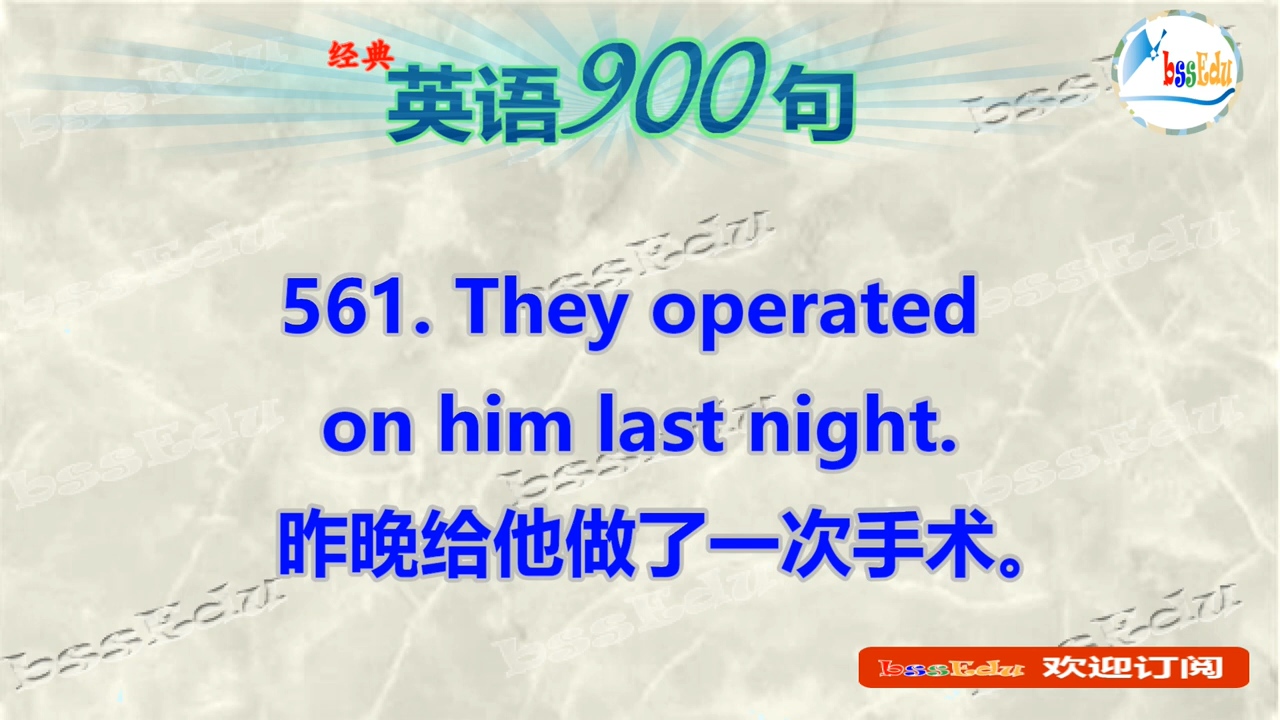 经典
英语900句
bssEdu
561. They operated
on him last night.
昨晚给他做了一次手术。
bssEdu 欢迎订阅